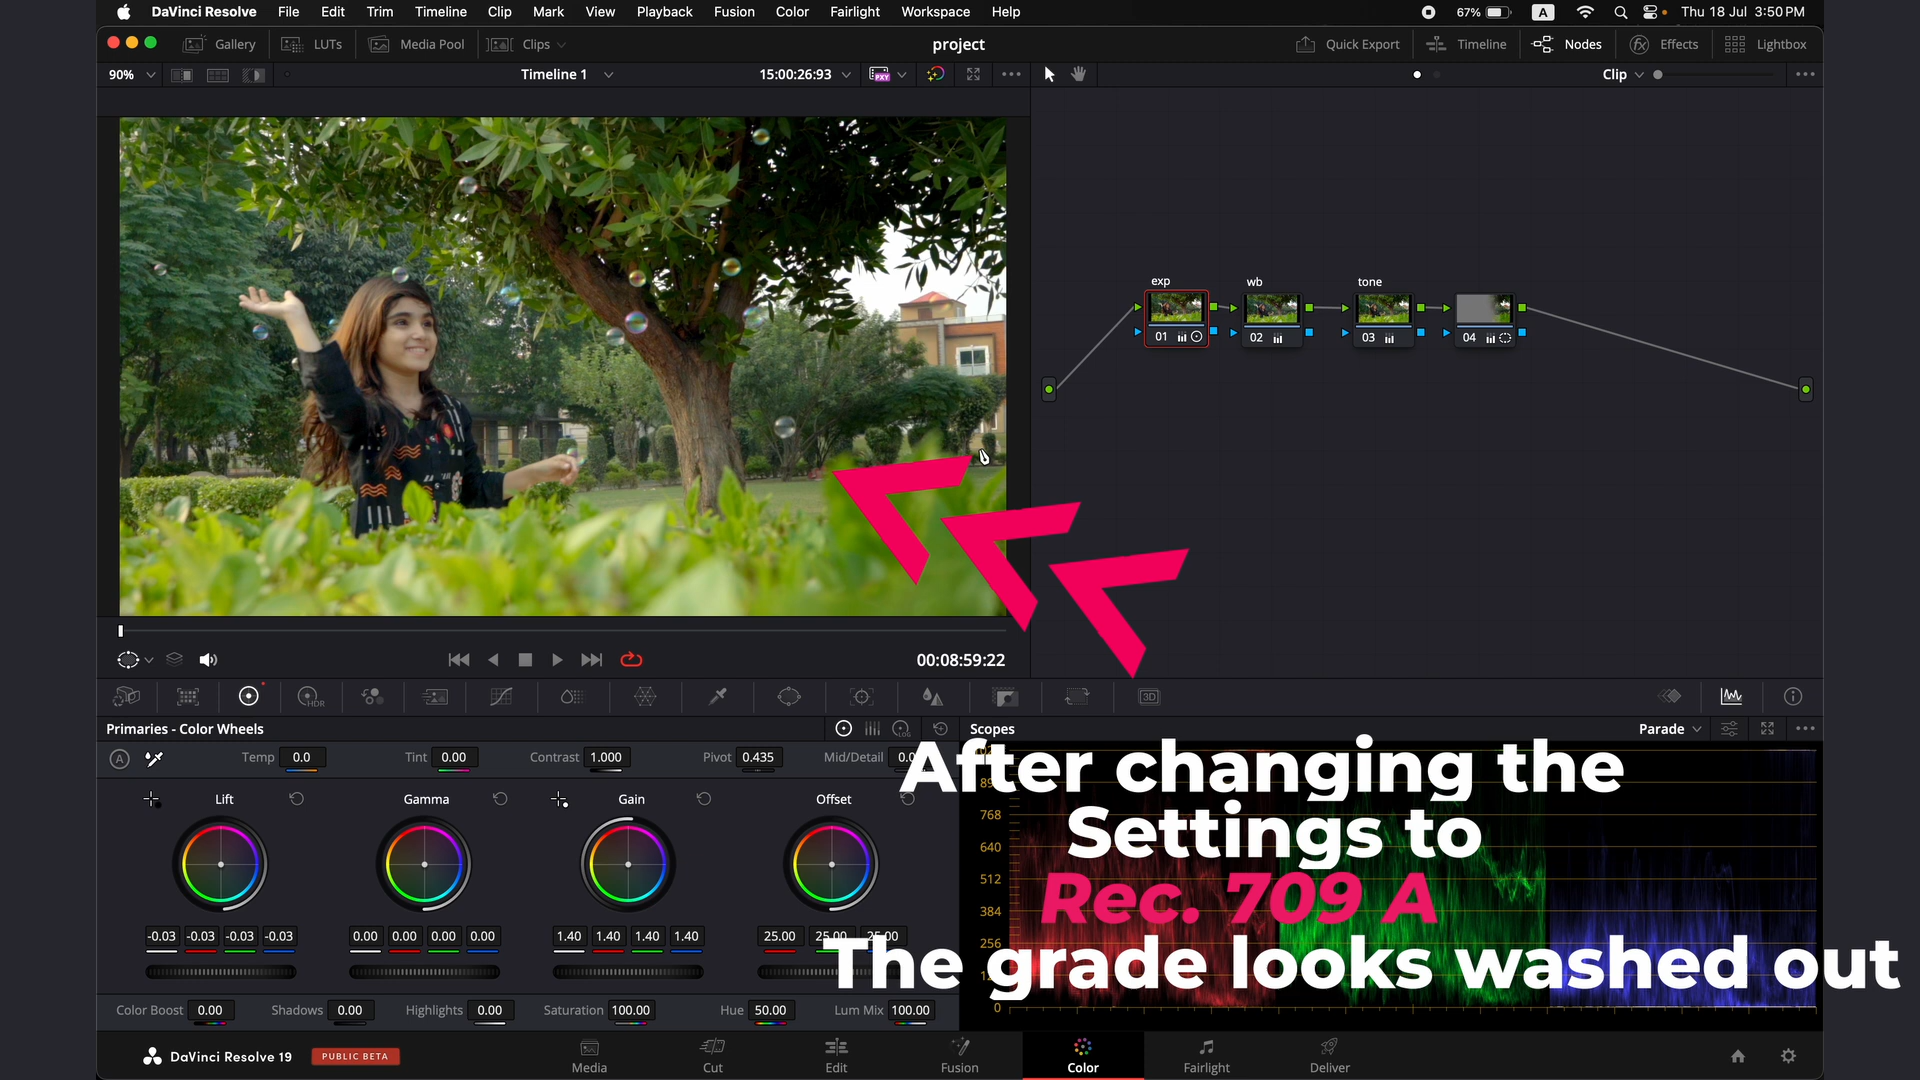 DaVinci Resolve File Edit Trim Timeline Clip Mark View Playback Fusion Color Fairlight Workspace Help 67% A Thu 18 Jul 3:50 PM
Gallery LUTs Media Pool Clips project Quick Export Timeline Nodes Effects Lightbox
90% Timeline 1 15:00:26:93 PXY Clip
exp wb tone
01 02 03 04
00:08:59:22
HDR 3D
Primaries - Color Wheels LOG Scopes Parade
A Temp 0.0 Tint 0.00 Contrast 1.000 Pivot 0.435 Mid/Detail
After changing the
Settings to
Rec. 709 A
The grade looks washed out
Lift Gamma Gain Offset
768
640
512
384
256
0
-0.03 -0.03 -0.03 -0.03 0.00 0.00 0.00 0.00 1.40 1.40 1.40 1.40 25.00 25.00 25.00
Color Boost 0.00 Shadows 0.00 Highlights 0.00 Saturation 100.00 Hue 50.00 Lum Mix 100.00
DaVinci Resolve 19 PUBLIC BETA Media Cut Edit Fusion Color Fairlight Deliver